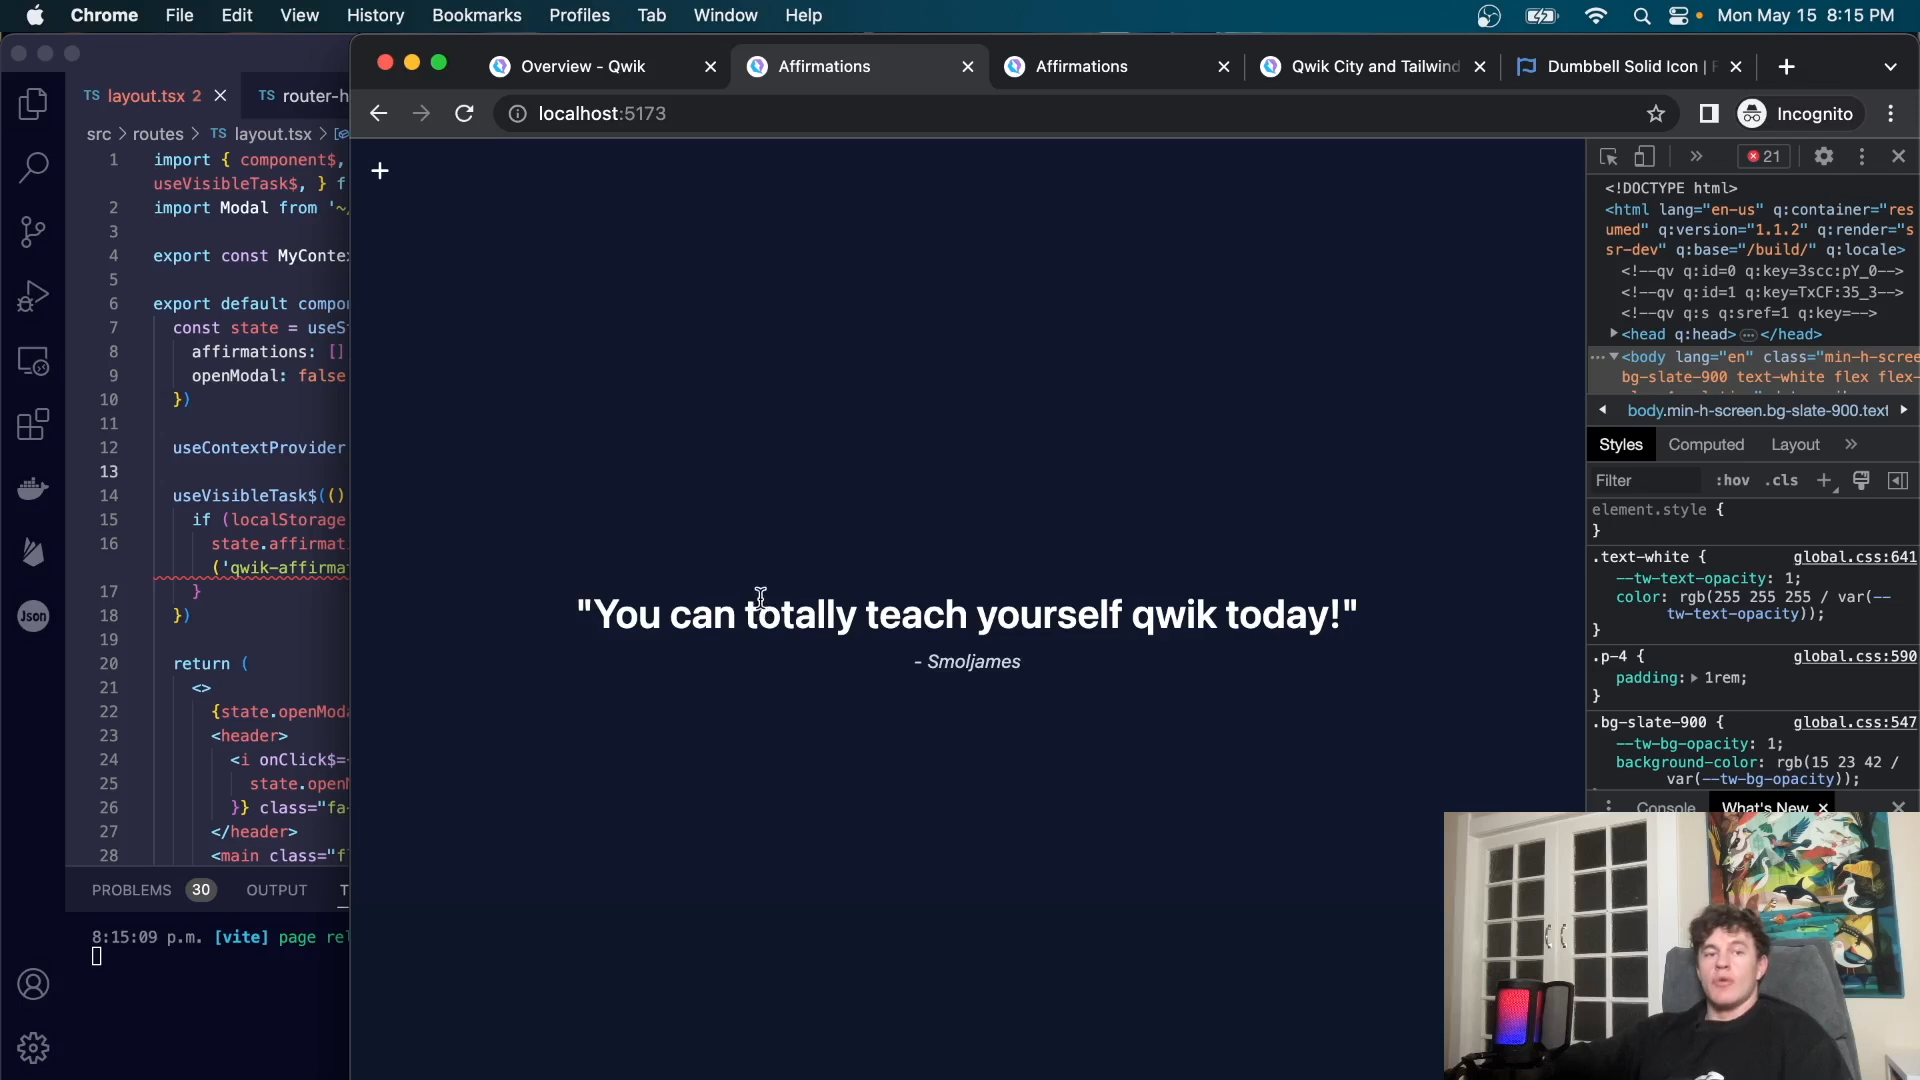 Chrome File Edit View History Bookmarks Profiles Tab Window Help Mon May 15 8:15 PM
Overview - Qwik Affirmations Affirmations Qwik City and Tailwind Dumbbell Solid Icon |
localhost:5173 Incognito
TS layout.tsx 2 TS router-h
src > routes > TS layout.tsx >
1 import { component$,
useVisibleTask$, } f
2 import Modal from '~
3
4 export const MyConte
5
6 export default compo
7 const state = useS
8 affirmations: []
9 openModal: false
10 })
11
12 useContextProvider
13
14 useVisibleTask$(()
15 if (localStorage
16 state.affirmat
('qwik-affirmat
17 }
18 })
19
20 return (
21 <>
22 {state.openModa
23 <header>
24 <i onClick$=
25 state.openM
26 }} class="fa-
27 </header>
28 <main class="f
PROBLEMS 30 OUTPUT
8:15:09 p.m. [vite] page rel
Json
+
"You can totally teach yourself qwik today!"
- Smoljames
21
<!DOCTYPE html>
<html lang="en-us" q:container="res
umed" q:version="1.1.2" q:render="s
sr-dev" q:base="/build/" q:locale>
<!--qv q:id=0 q:key=3scc:pY_0-->
<!--qv q:id=1 q:key=TxCF:35_3-->
<!--qv q:s q:sref=1 q:key=-->
<head q:head> … </head>
<body lang="en" class="min-h-scree
bg-slate-900 text-white flex flex-
body.min-h-screen.bg-slate-900.text
Styles Computed Layout
Filter :hov .cls
element.style {
}
.text-white { global.css:641
--tw-text-opacity: 1;
color: rgb(255 255 255 / var(--
tw-text-opacity));
}
.p-4 { global.css:590
padding: 1rem;
}
.bg-slate-900 { global.css:547
--tw-bg-opacity: 1;
background-color: rgb(15 23 42 /
var(--tw-bg-opacity));
Console What's New